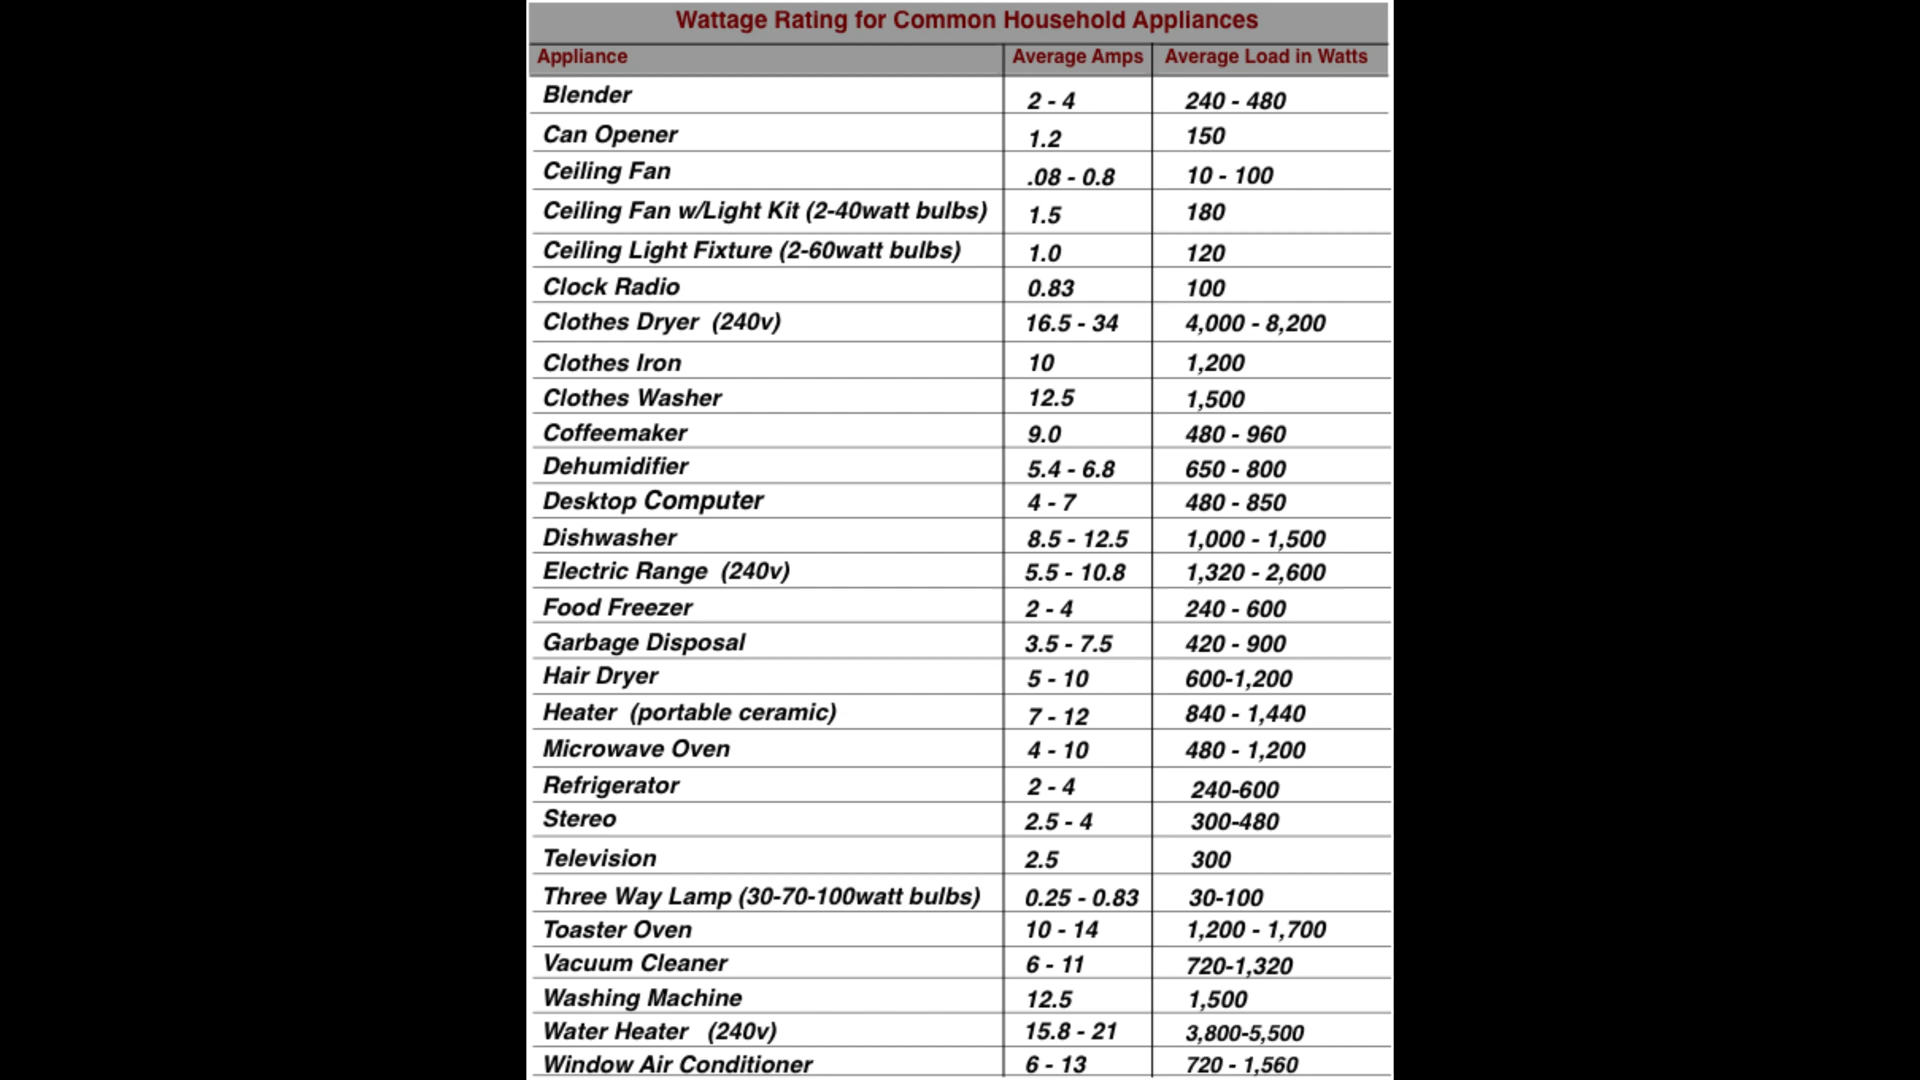 Wattage Rating for Common Household Appliances
Appliance Average Amps Average Load in Watts
Blender 2 - 4 240 - 480
Can Opener 1.2 150
Ceiling Fan .08 - 0.8 10 - 100
Ceiling Fan w/Light Kit (2-40watt bulbs) 1.5 180
Ceiling Light Fixture (2-60watt bulbs) 1.0 120
Clock Radio 0.83 100
Clothes Dryer (240v) 16.5 - 34 4,000 - 8,200
Clothes Iron 10 1,200
Clothes Washer 12.5 1,500
Coffeemaker 9.0 480 - 960
Dehumidifier 5.4 - 6.8 650 - 800
Desktop Computer 4 - 7 480 - 850
Dishwasher 8.5 - 12.5 1,000 - 1,500
Electric Range (240v) 5.5 - 10.8 1,320 - 2,600
Food Freezer 2 - 4 240 - 600
Garbage Disposal 3.5 - 7.5 420 - 900
Hair Dryer 5 - 10 600-1,200
Heater (portable ceramic) 7 - 12 840 - 1,440
Microwave Oven 4 - 10 480 - 1,200
Refrigerator 2 - 4 240-600
Stereo 2.5 - 4 300-480
Television 2.5 300
Three Way Lamp (30-70-100watt bulbs) 0.25 - 0.83 30-100
Toaster Oven 10 - 14 1,200 - 1,700
Vacuum Cleaner 6 - 11 720-1,320
Washing Machine 12.5 1,500
Water Heater (240v) 15.8 - 21 3,800-5,500
Window Air Conditioner 6 - 13 720 - 1,560